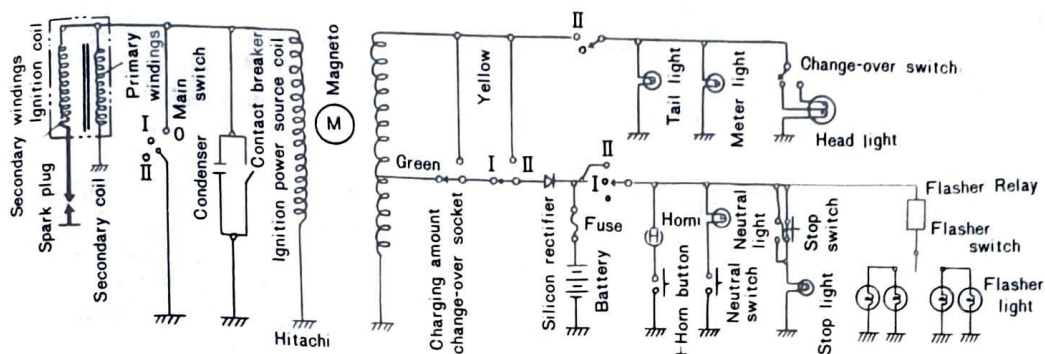 Secondary windings
Ignition coil
Primary
windings
Main
switch
I
O
II
Spark plug
Secondary coil
Condenser
Contact breaker
Ignition power source coil
Magneto
M
Hitachi
Yellow
Green
I
II
II
Charging amount
change-over socket
Silicon rectifier
Fuse
Battery
II
I
Tail light
Meter light
Change-over switch
Head light
H
Horni
Horn button
Neutral
light
Neutral
switch
Stop
switch
Stop light
Flasher Relay
Flasher
switch
Flasher
light